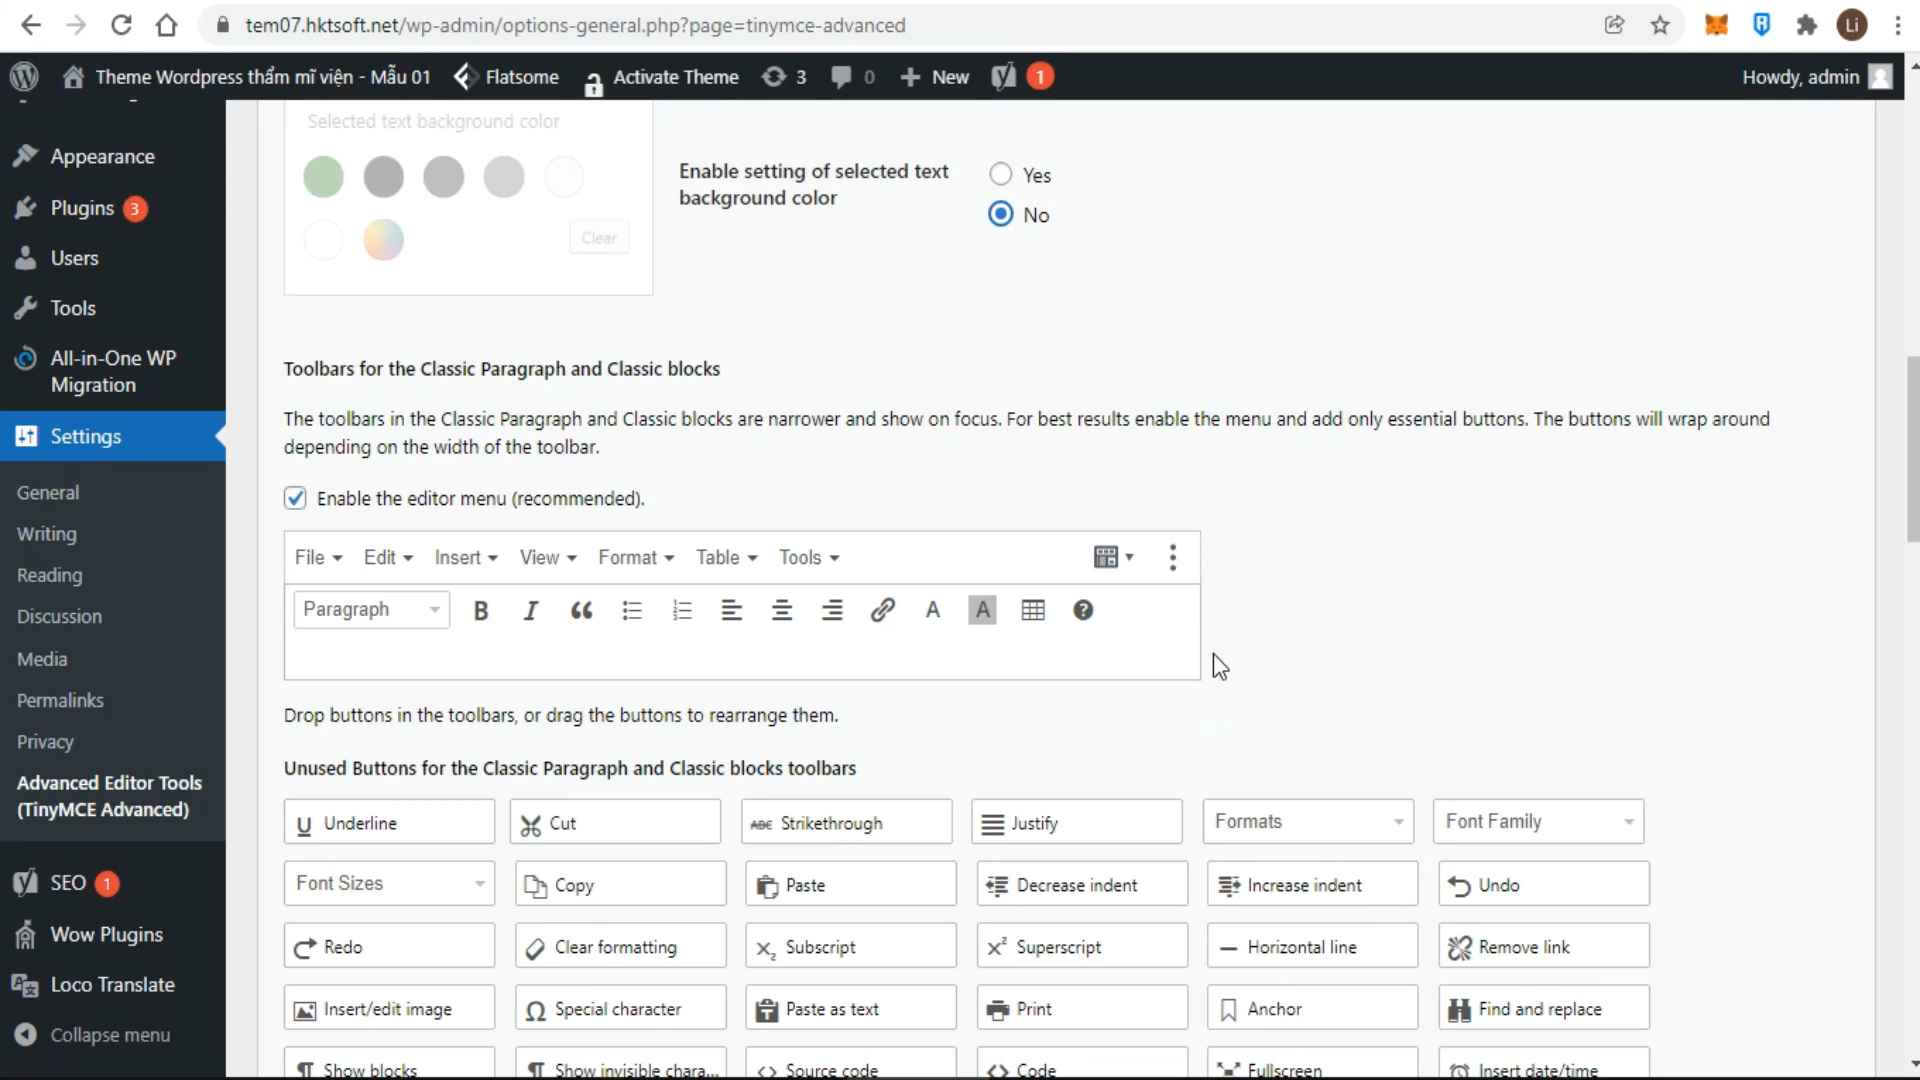 tem07.hktsoft.net/wp-admin/options-general.php?page=tinymce-advanced
Li
Theme Wordpress thẩm mĩ viện - Mẫu 01
Flatsome
Activate Theme
3
0
New
1
Howdy, admin
Appearance
Plugins 3
Users
Tools
All-in-One WP
Migration
Settings
General
Writing
Reading
Discussion
Media
Permalinks
Privacy
Advanced Editor Tools
(TinyMCE Advanced)
SEO 1
Wow Plugins
Loco Translate
Collapse menu
Selected text background color
Clear
Enable setting of selected text
background color
Yes
No
Toolbars for the Classic Paragraph and Classic blocks
The toolbars in the Classic Paragraph and Classic blocks are narrower and show on focus. For best results enable the menu and add only essential buttons. The buttons will wrap around
depending on the width of the toolbar.
Enable the editor menu (recommended).
File Edit Insert View Format Table Tools
Paragraph B I A A
Drop buttons in the toolbars, or drag the buttons to rearrange them.
Unused Buttons for the Classic Paragraph and Classic blocks toolbars
U Underline Cut ABC Strikethrough Justify Formats Font Family
Font Sizes Copy Paste Decrease indent Increase indent Undo
Redo Clear formatting Subscript Superscript Horizontal line Remove link
Insert/edit image Special character Paste as text Print Anchor Find and replace
Show blocks Show invisible chara... Source code Code Fullscreen Insert date/time